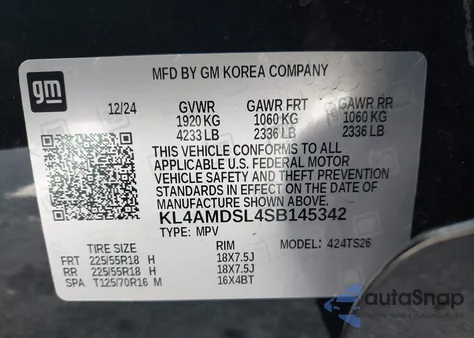 MFD BY GM KOREA COMPANY
gm
12/24 GVWR GAWR FRT GAWR RR
1920 KG 1060 KG 1060 KG
4233 LB 2336 LB 2336 LB
THIS VEHICLE CONFORMS TO ALL
APPLICABLE U.S. FEDERAL MOTOR
VEHICLE SAFETY AND THEFT PREVENTION
STANDARDS IN EFFECT ON THE DATE OF
MANUFACTURE SHOWN ABOVE.
KL4AMDSL4SB145342
TYPE: MPV MODEL: 424TS26
TIRE SIZE RIM
FRT 225/55R18 H 18X7.5J
RR 225/55R18 H 18X7.5J
SPA T125/70R16 M 16X4BT
autoSnap